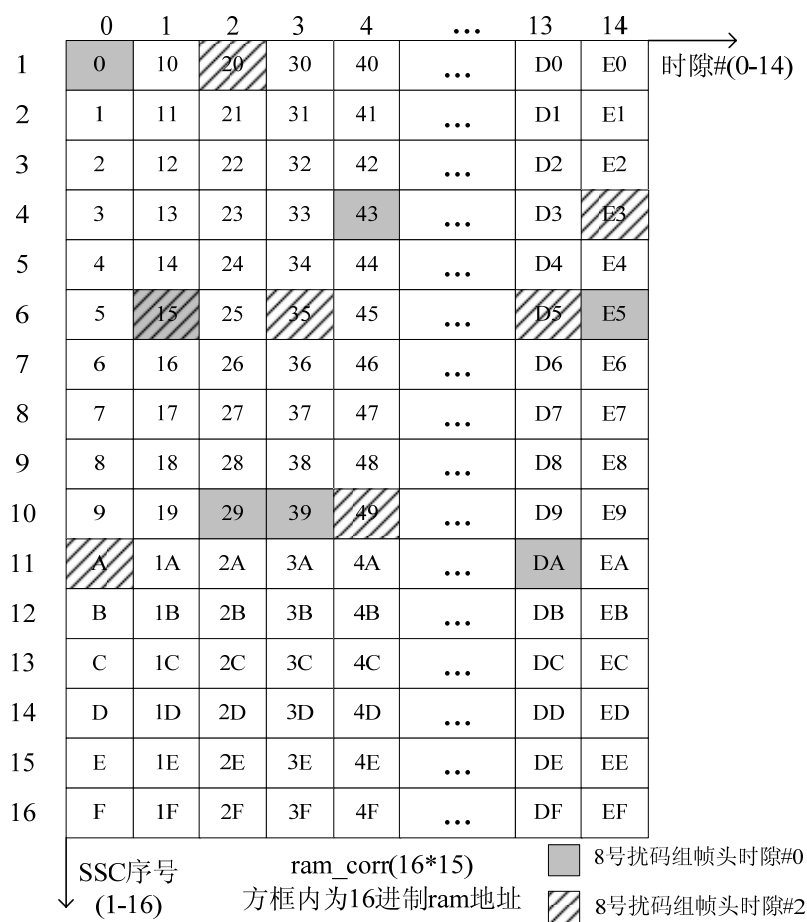 0 1 2 3 4 ... 13 14
时隙#(0-14)
1 0 10 20 30 40 ... D0 E0
2 1 11 21 31 41 ... D1 E1
3 2 12 22 32 42 ... D2 E2
4 3 13 23 33 43 ... D3 E3
5 4 14 24 34 44 ... D4 E4
6 5 15 25 35 45 ... D5 E5
7 6 16 26 36 46 ... D6 E6
8 7 17 27 37 47 ... D7 E7
9 8 18 28 38 48 ... D8 E8
10 9 19 29 39 49 ... D9 E9
11 A 1A 2A 3A 4A ... DA EA
12 B 1B 2B 3B 4B ... DB EB
13 C 1C 2C 3C 4C ... DC EC
14 D 1D 2D 3D 4D ... DD ED
15 E 1E 2E 3E 4E ... DE EE
16 F 1F 2F 3F 4F ... DF EF
SSC序号
(1-16)
ram_corr(16*15)
方框内为16进制ram地址
8号扰码组帧头时隙#0
8号扰码组帧头时隙#2